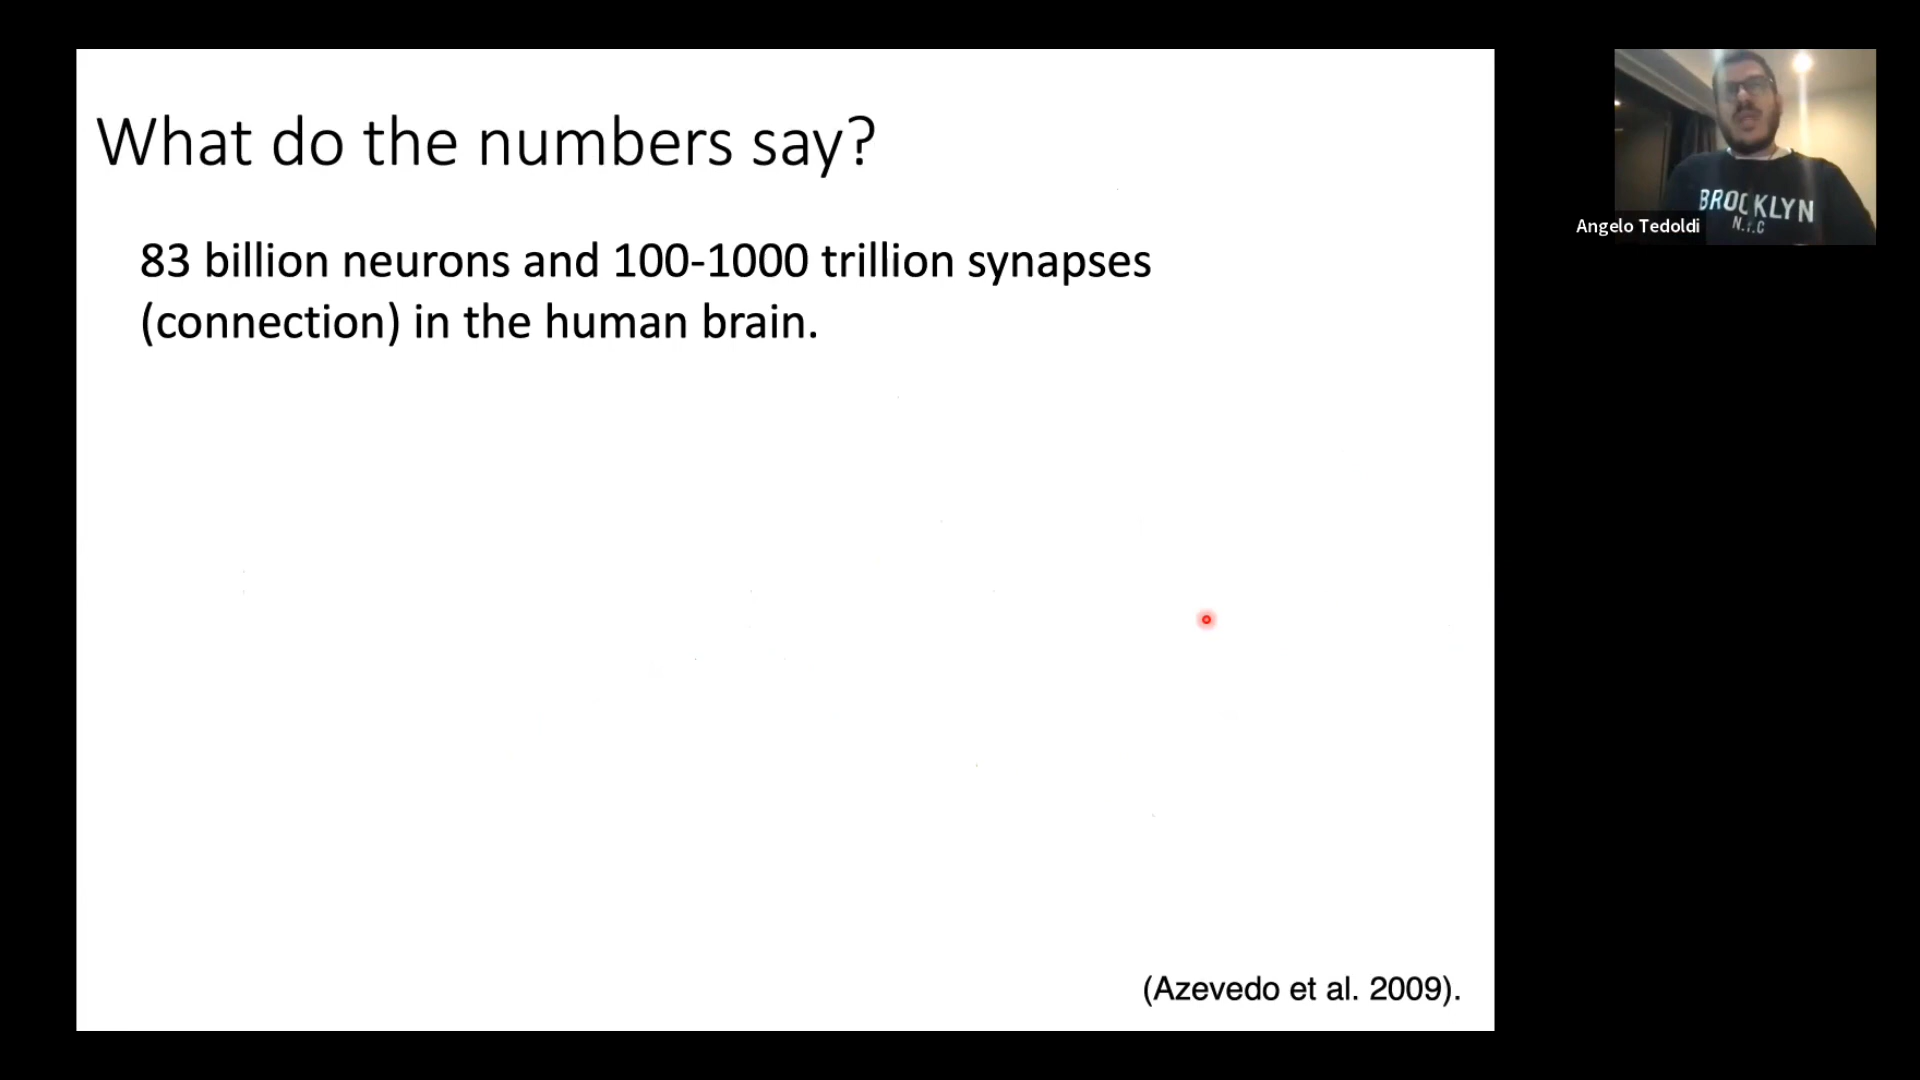 What do the numbers say?
83 billion neurons and 100-1000 trillion synapses
(connection) in the human brain.
(Azevedo et al. 2009).
BROOKLYN
N.Y.C
Angelo Tedoldi